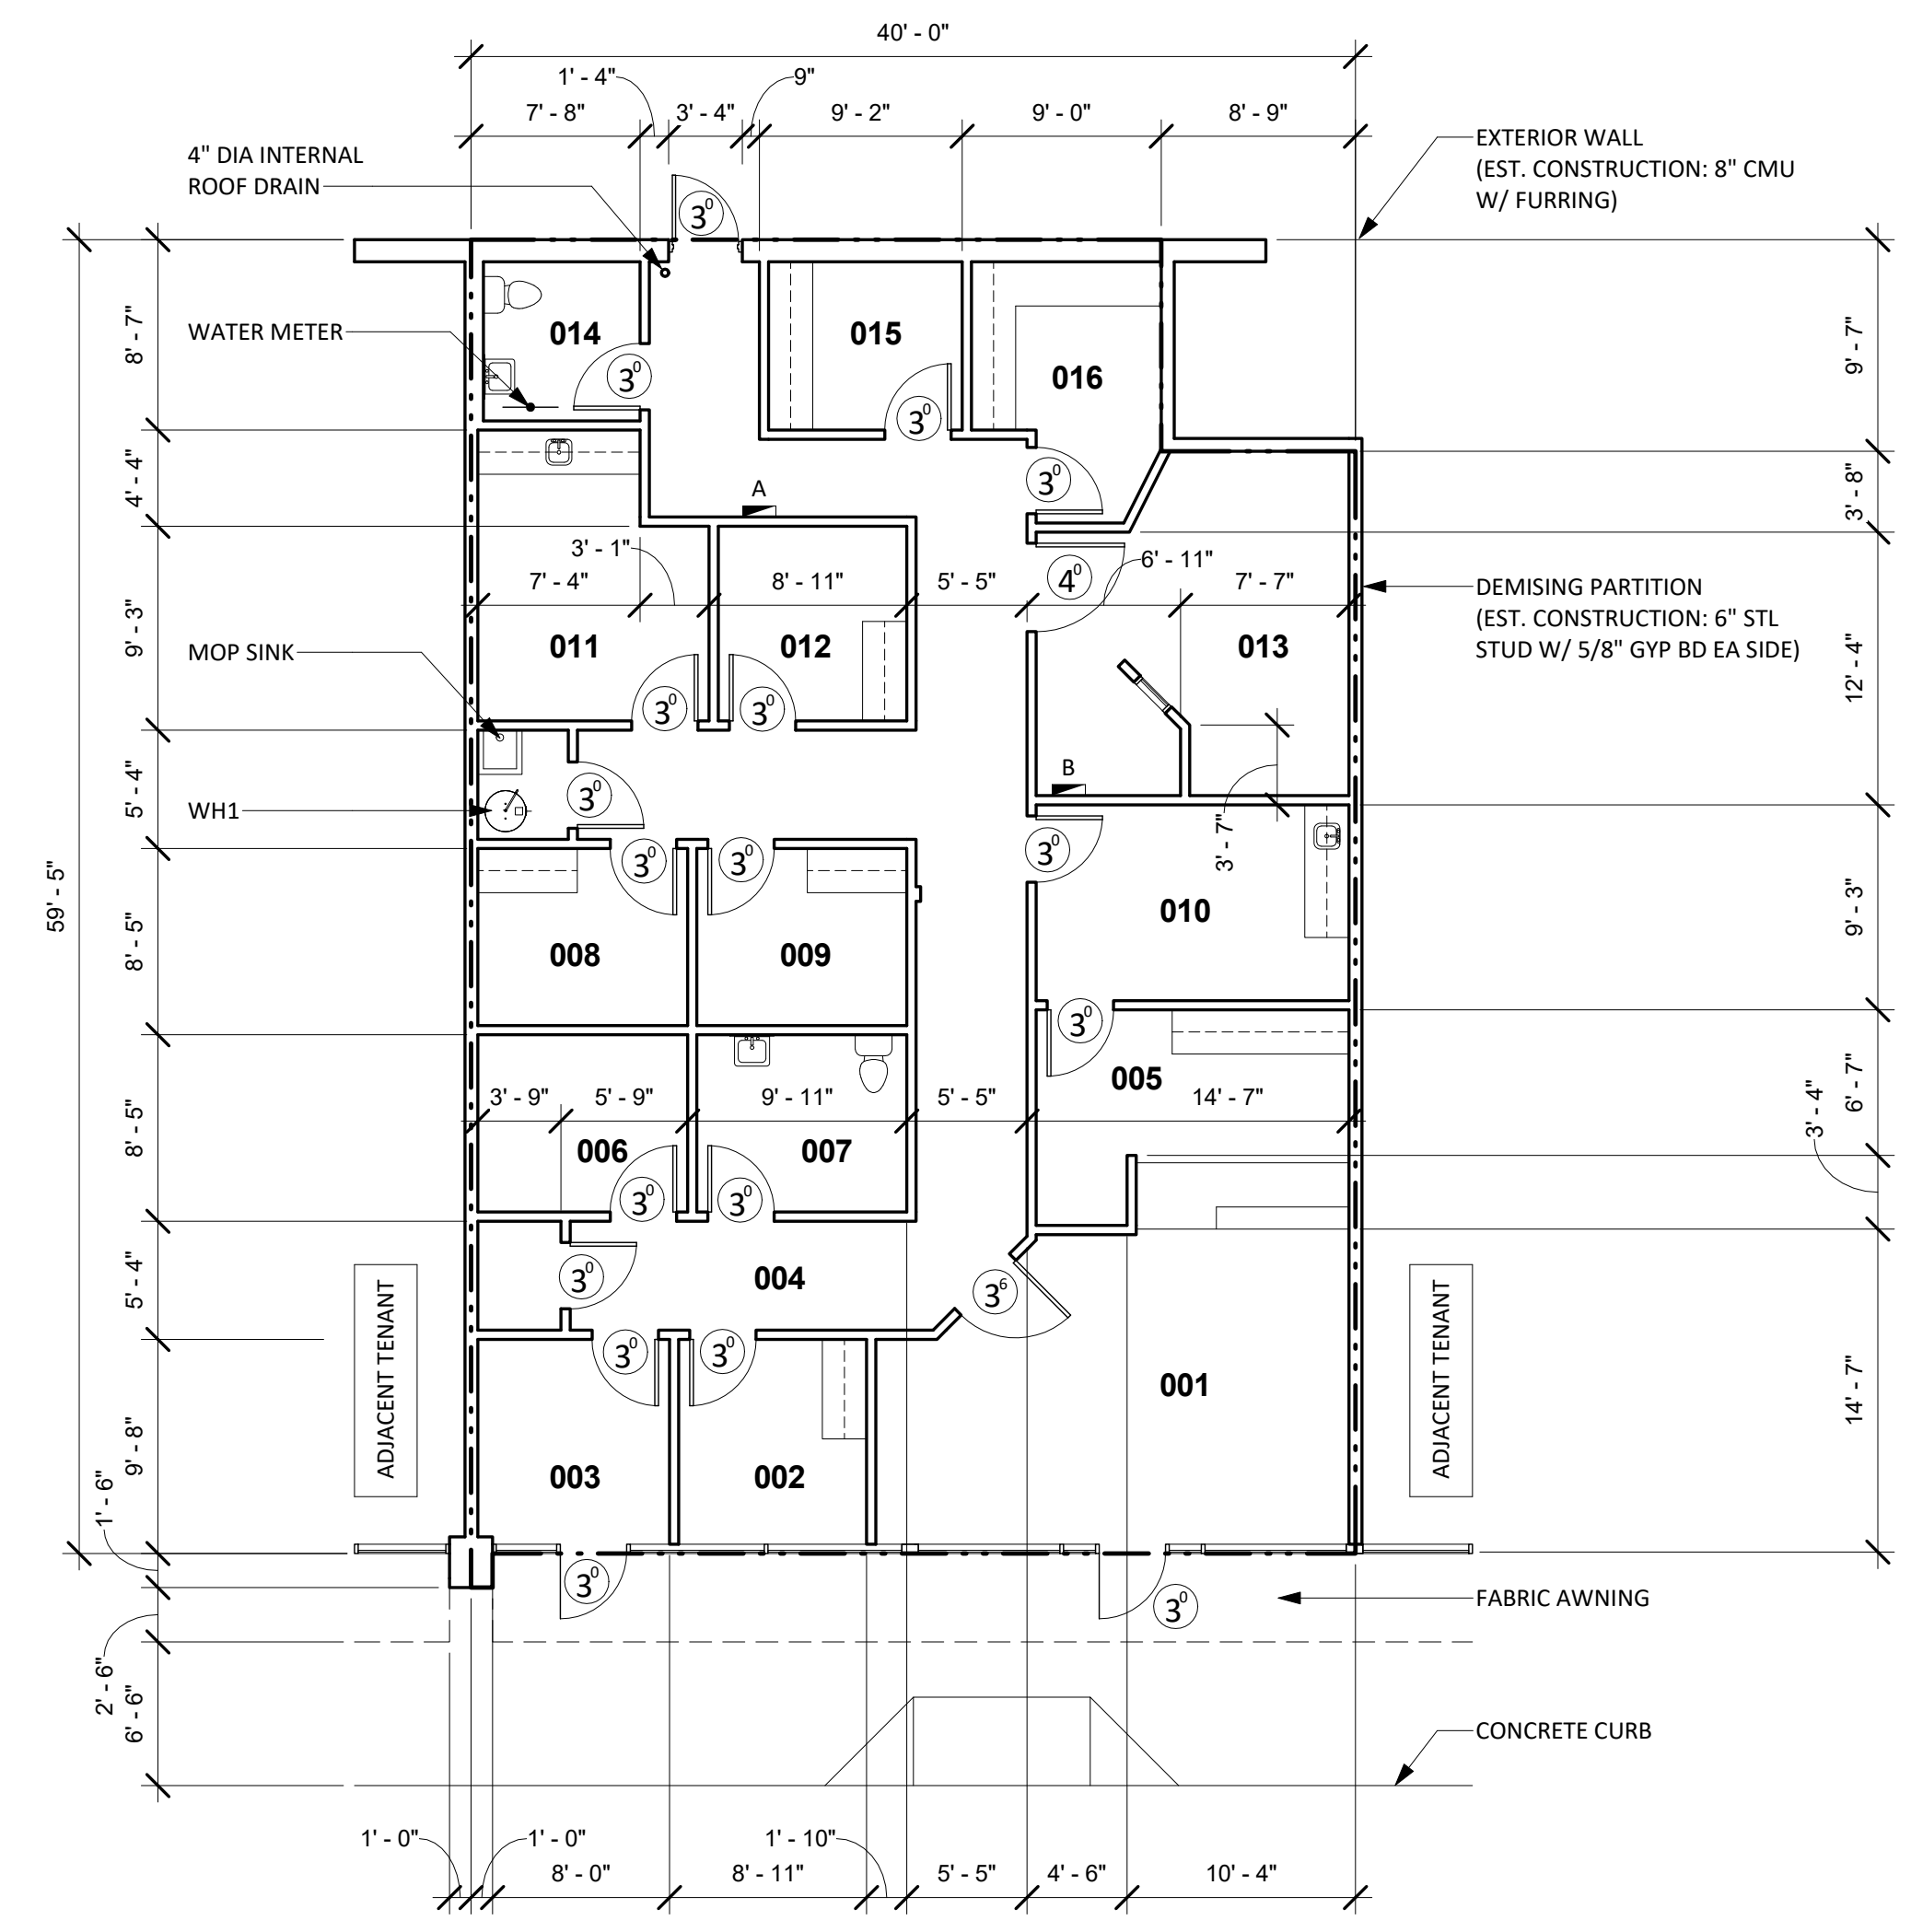 40' - 0"
1' - 4"
9"
7' - 8"
3' - 4"
9' - 2"
9' - 0"
8' - 9"
EXTERIOR WALL
(EST. CONSTRUCTION: 8" CMU
W/ FURRING)
4" DIA INTERNAL
ROOF DRAIN
3⁰
WATER METER
8' - 7"
014
015
016
9' - 7"
3⁰
3⁰
3⁰
4' - 4"
A
3' - 8"
3' - 1"
6' - 11"
7' - 4"
8' - 11"
5' - 5"
4⁰
7' - 7"
DEMISING PARTITION
(EST. CONSTRUCTION: 6" STL
STUD W/ 5/8" GYP BD EA SIDE)
9' - 3"
MOP SINK
011
012
013
12' - 4"
3⁰
3⁰
B
5' - 4"
WH1
3⁰
3' - 7"
3⁰
3⁰
3⁰
59' - 5"
8' - 5"
008
009
010
9' - 3"
3⁰
005
3' - 9"
5' - 9"
9' - 11"
5' - 5"
14' - 7"
6' - 7"
3' - 4"
8' - 5"
006
007
3⁰
3⁰
5' - 4"
3⁰
004
3⁶
3⁰
3⁰
ADJACENT TENANT
ADJACENT TENANT
001
14' - 7"
9' - 8"
1' - 6"
003
002
3⁰
3⁰
FABRIC AWNING
2' - 6"
6' - 6"
CONCRETE CURB
1' - 0"
1' - 0"
1' - 10"
8' - 0"
8' - 11"
5' - 5"
4' - 6"
10' - 4"